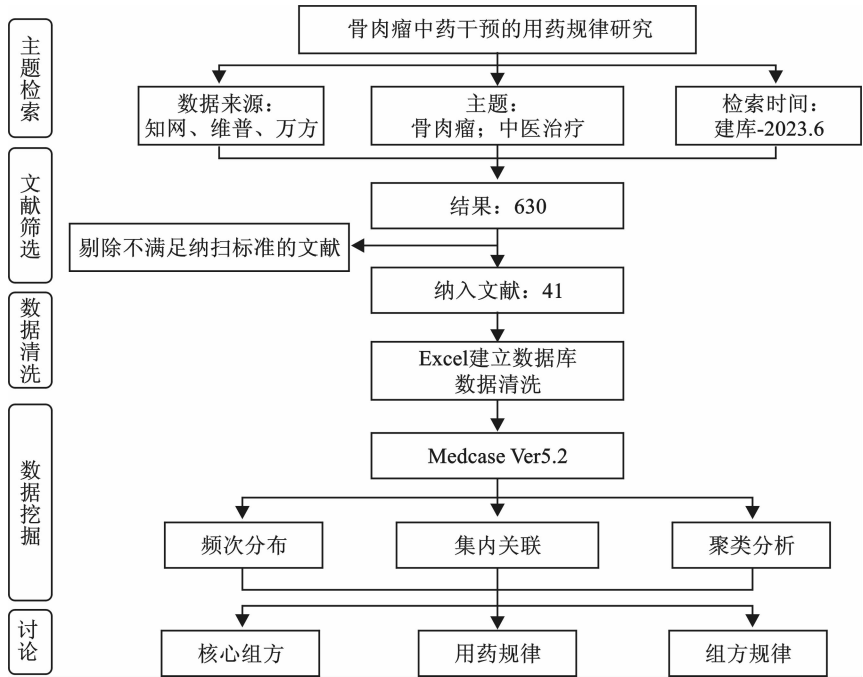 主题检索
骨肉瘤中药干预的用药规律研究
数据来源：
知网、维普、万方
主题：
骨肉瘤；中医治疗
检索时间：
建库-2023.6
文献筛选
结果：630
剔除不满足纳扫标准的文献
纳入文献：41
数据清洗
Excel建立数据库
数据清洗
数据挖掘
Medcase Ver5.2
频次分布
集内关联
聚类分析
讨论
核心组方
用药规律
组方规律